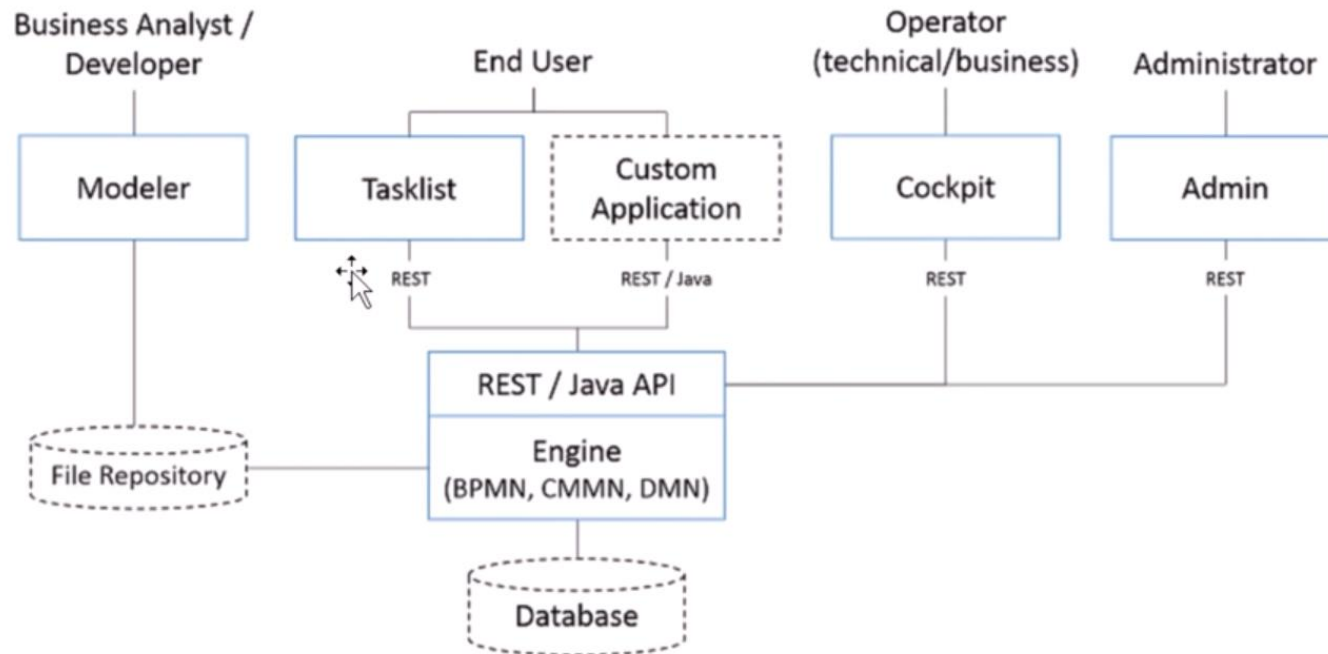 Business Analyst /
Developer
End User
Operator
(technical/business)
Administrator
Modeler
Tasklist
Custom
Application
Cockpit
Admin
REST
REST / Java
REST
REST
REST / Java API
Engine
(BPMN, CMMN, DMN)
File Repository
Database